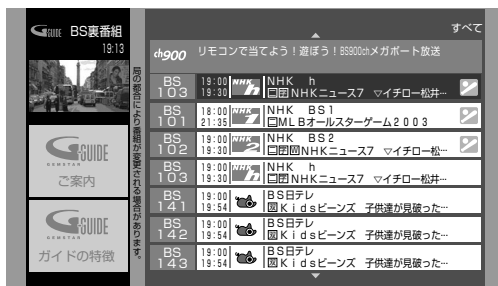 G GUIDE BS裏番組
19:13
すべて
ch900 リモコンで当てよう！遊ぼう！BS900chメガポート放送
局の都合により番組が変更される場合があります。
BS 103 19:00 19:30 NHK h NHK h
NHKニュース7 ▽イチロー松井…
BS 101 18:00 21:35 NHK 1 NHK BS1
MLBオールスターゲーム2003
BS 102 19:00 19:30 NHK 2 NHK BS2
NHKニュース7 ▽イチロー松…
BS 103 19:00 19:30 NHK h NHK h
NHKニュース7 ▽イチロー松井…
BS 141 19:00 19:54 BS日テレ
Kidsビーンズ 子供達が見破った…
BS 142 19:00 19:54 BS日テレ
Kidsビーンズ 子供達が見破った…
BS 143 19:00 19:54 BS日テレ
Kidsビーンズ 子供達が見破った…
G GUIDE
GEMSTAR
ご案内
G GUIDE
GEMSTAR
ガイドの特徴